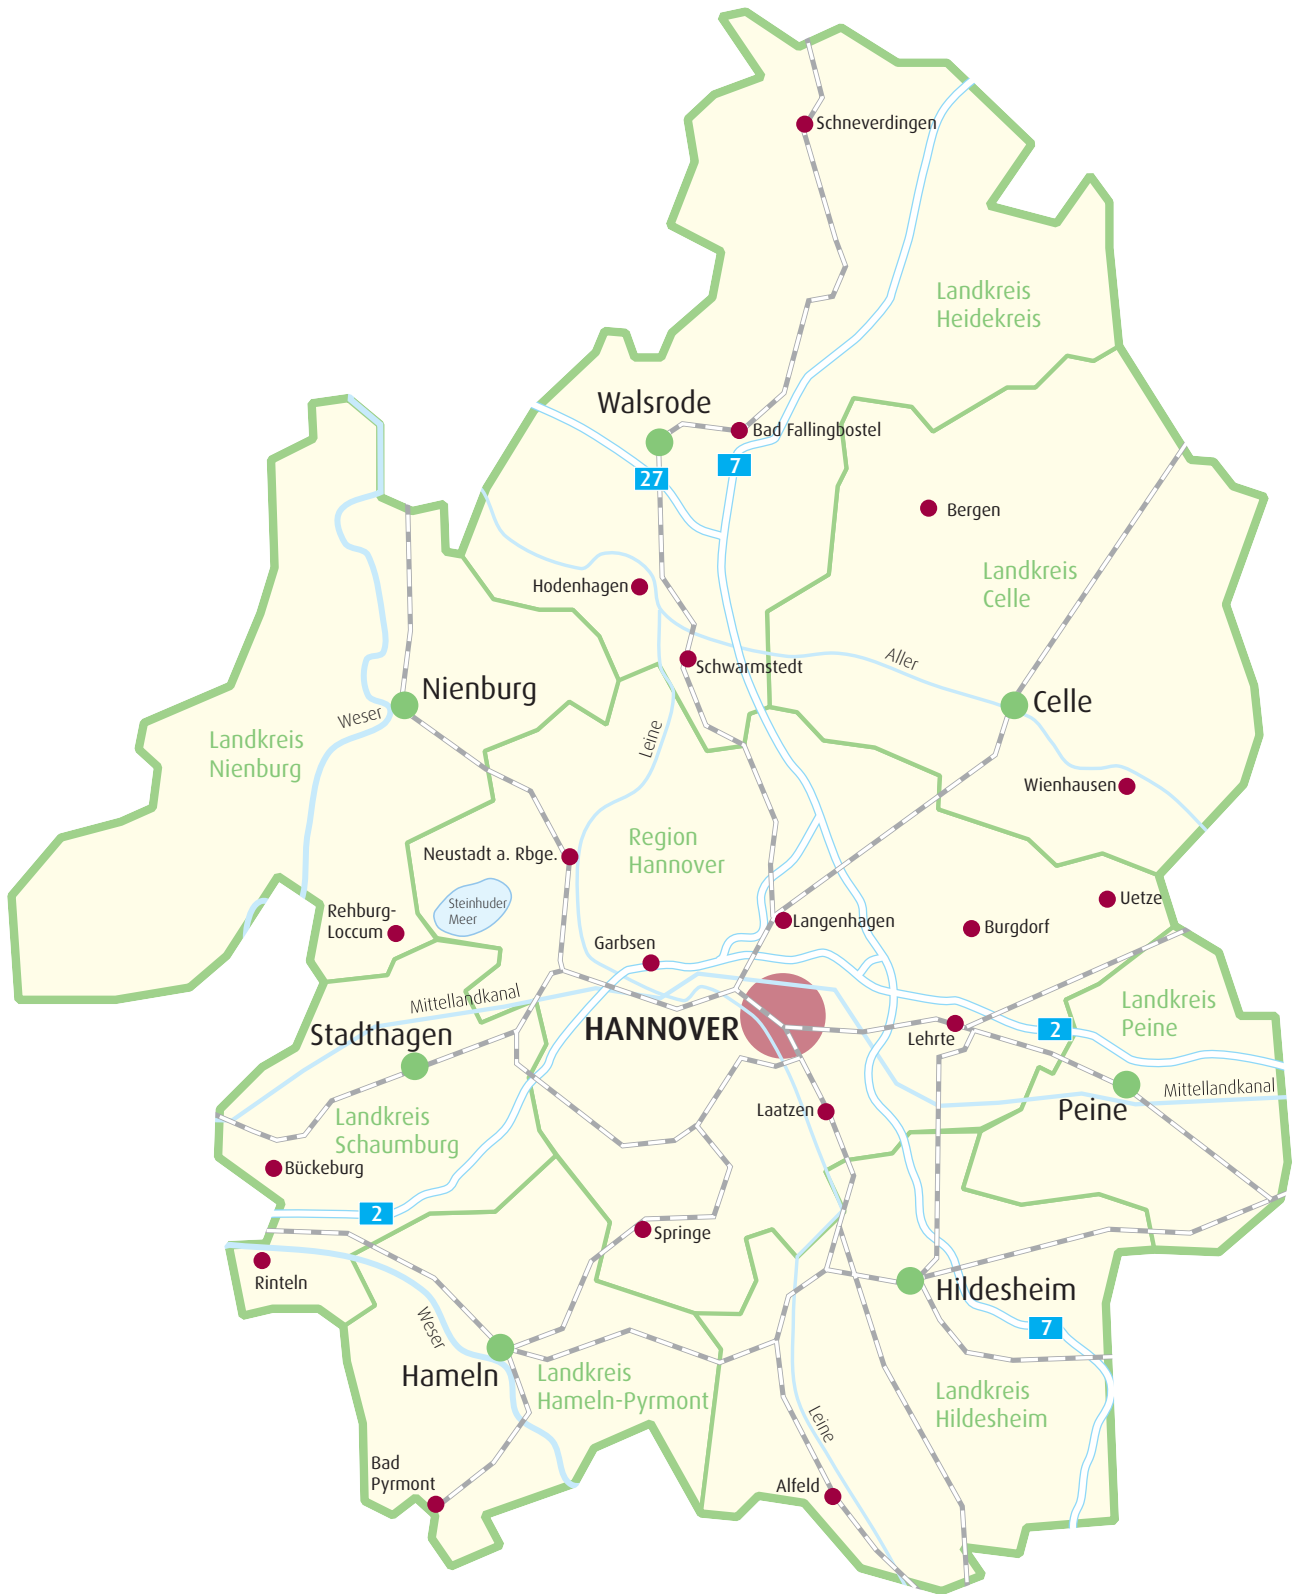 Schneverdingen
Landkreis
Heidekreis
Walsrode
Bad Fallingbostel
7
27
Bergen
Landkreis
Celle
Hodenhagen
Aller
Schwarmstedt
Nienburg
Celle
Weser
Leine
Landkreis
Nienburg
Wienhausen
Region
Hannover
Neustadt a. Rbge.
Steinhuder
Meer
Rehburg-
Loccum
Uetze
Langenhagen
Burgdorf
Garbsen
Mittellandkanal
Landkreis
Peine
Stadthagen
HANNOVER
Lehrte
2
Mittellandkanal
Peine
Laatzen
Landkreis
Schaumburg
Bückeburg
2
Springe
Rinteln
Hildesheim
Weser
7
Hameln
Landkreis
Hameln-Pyrmont
Landkreis
Hildesheim
Leine
Bad
Pyrmont
Alfeld